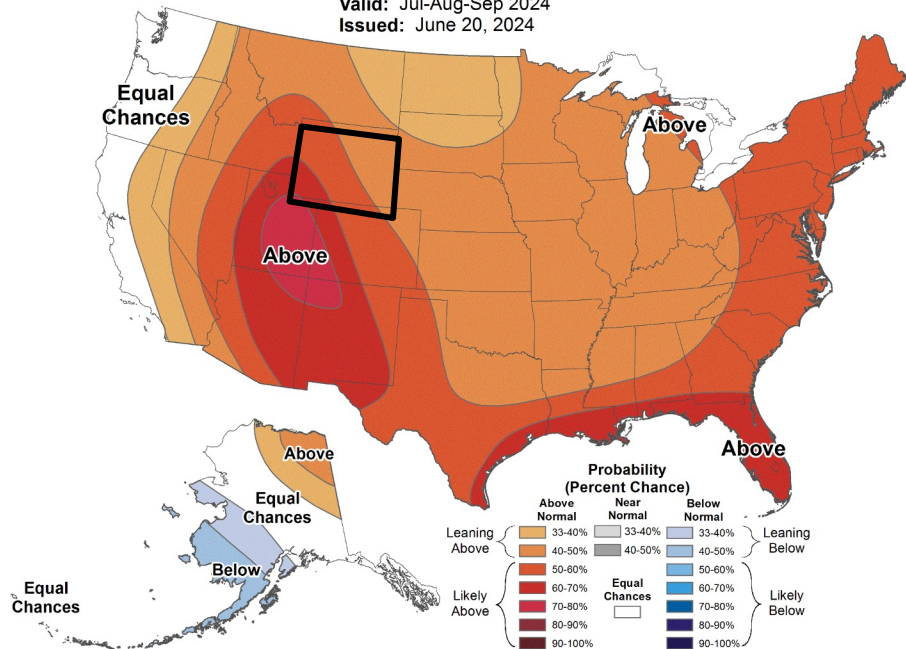 Valid: Jul-Aug-Sep 2024
Issued: June 20, 2024
Equal
Chances
Above
Above
Above
Above
Equal
Chances
Below
Equal
Chances
Probability
(Percent Chance)
Above
Normal
Near
Normal
Below
Normal
Leaning
Above
33-40%
33-40%
33-40%
Leaning
Below
40-50%
40-50%
40-50%
Likely
Above
50-60%
50-60%
60-70%
Equal
Chances
60-70%
70-80%
70-80%
Likely
Below
80-90%
80-90%
90-100%
90-100%